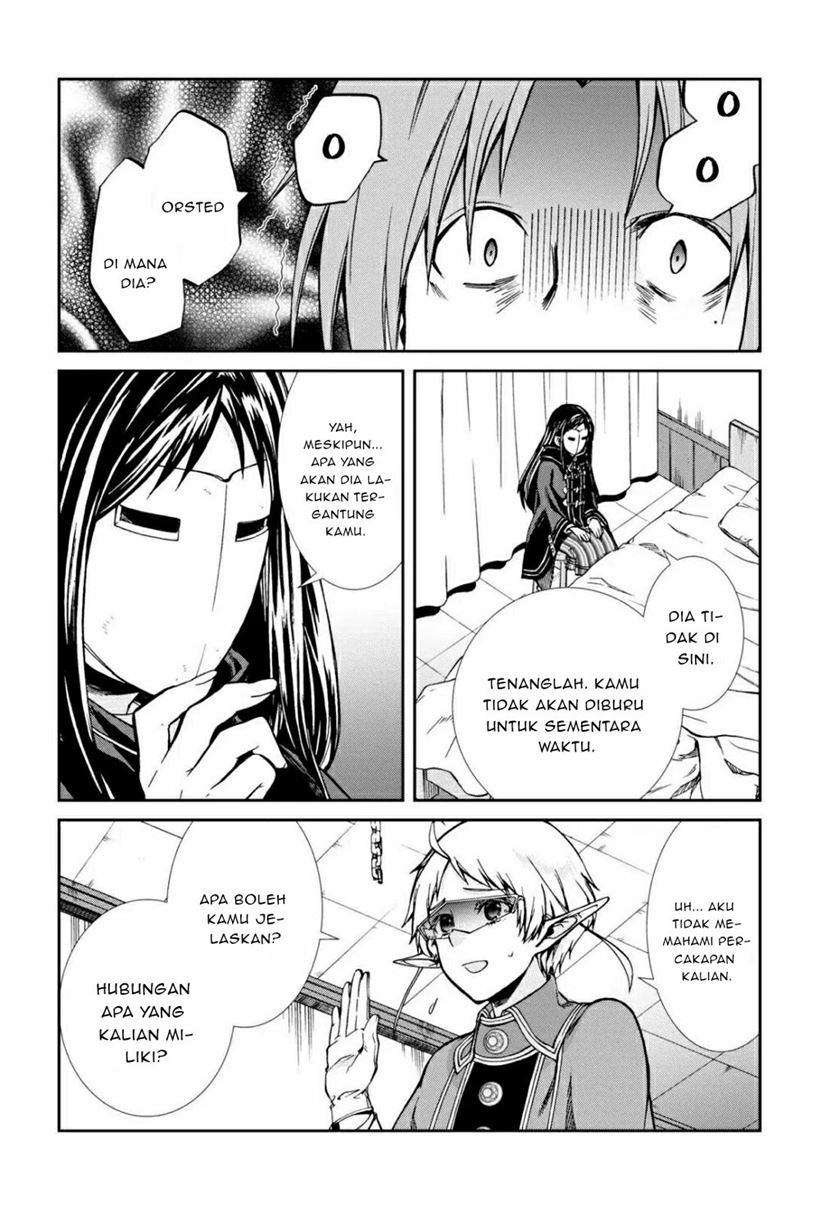 O
O
O
ORSTED
DI MANA
DIA?
DIA TI-
DAK DI
SINI.
TENANGLAH. KAMU
TIDAK AKAN DIBURU
UNTUK SEMENTARA
WAKTU.
YAH,
MESKIPUN...
APA YANG
AKAN DIA LA-
KUKAN TER-
GANTUNG
KAMU.
UH... AKU
TIDAK ME-
MAHAMI PER-
CAKAPAN
KALIAN.
APA BOLEH
KAMU JE-
LASKAN?
HUBUNGAN
APA YANG
KALIAN MI-
LIKI?